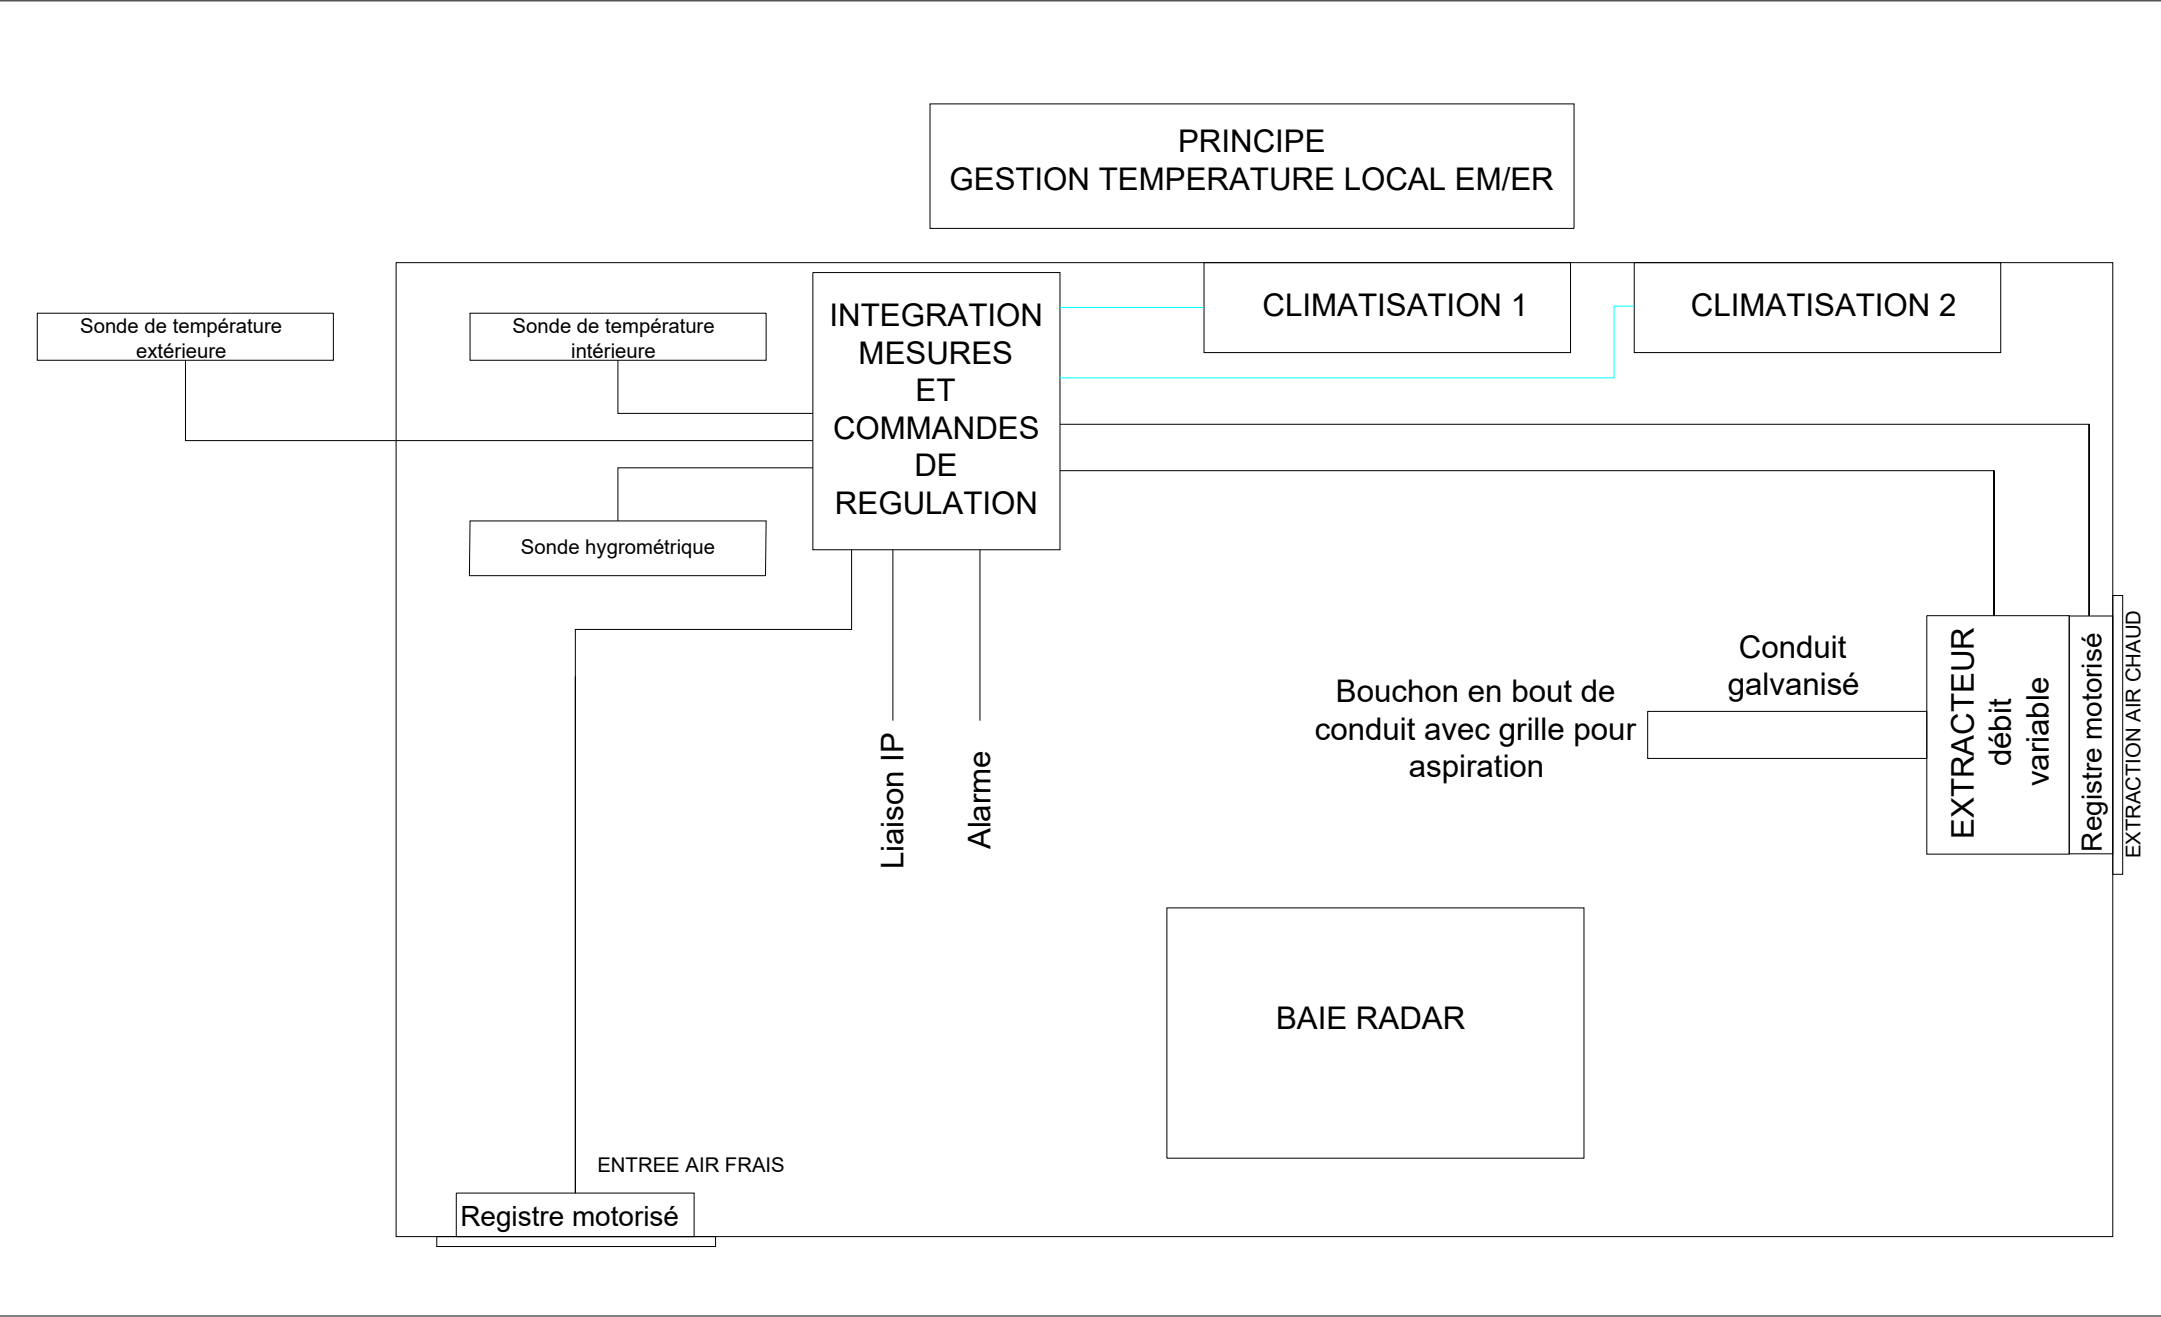 PRINCIPE
GESTION TEMPERATURE LOCAL EM/ER
Sonde de température
extérieure
Sonde de température
intérieure
INTEGRATION
MESURES
ET
COMMANDES
DE
REGULATION
CLIMATISATION 1
CLIMATISATION 2
Sonde hygrométrique
Liaison IP
Alarme
Bouchon en bout de
conduit avec grille pour
aspiration
Conduit
galvanisé
EXTRACTEUR
débit
variable
Registre motorisé
EXTRACTION AIR CHAUD
BAIE RADAR
ENTREE AIR FRAIS
Registre motorisé